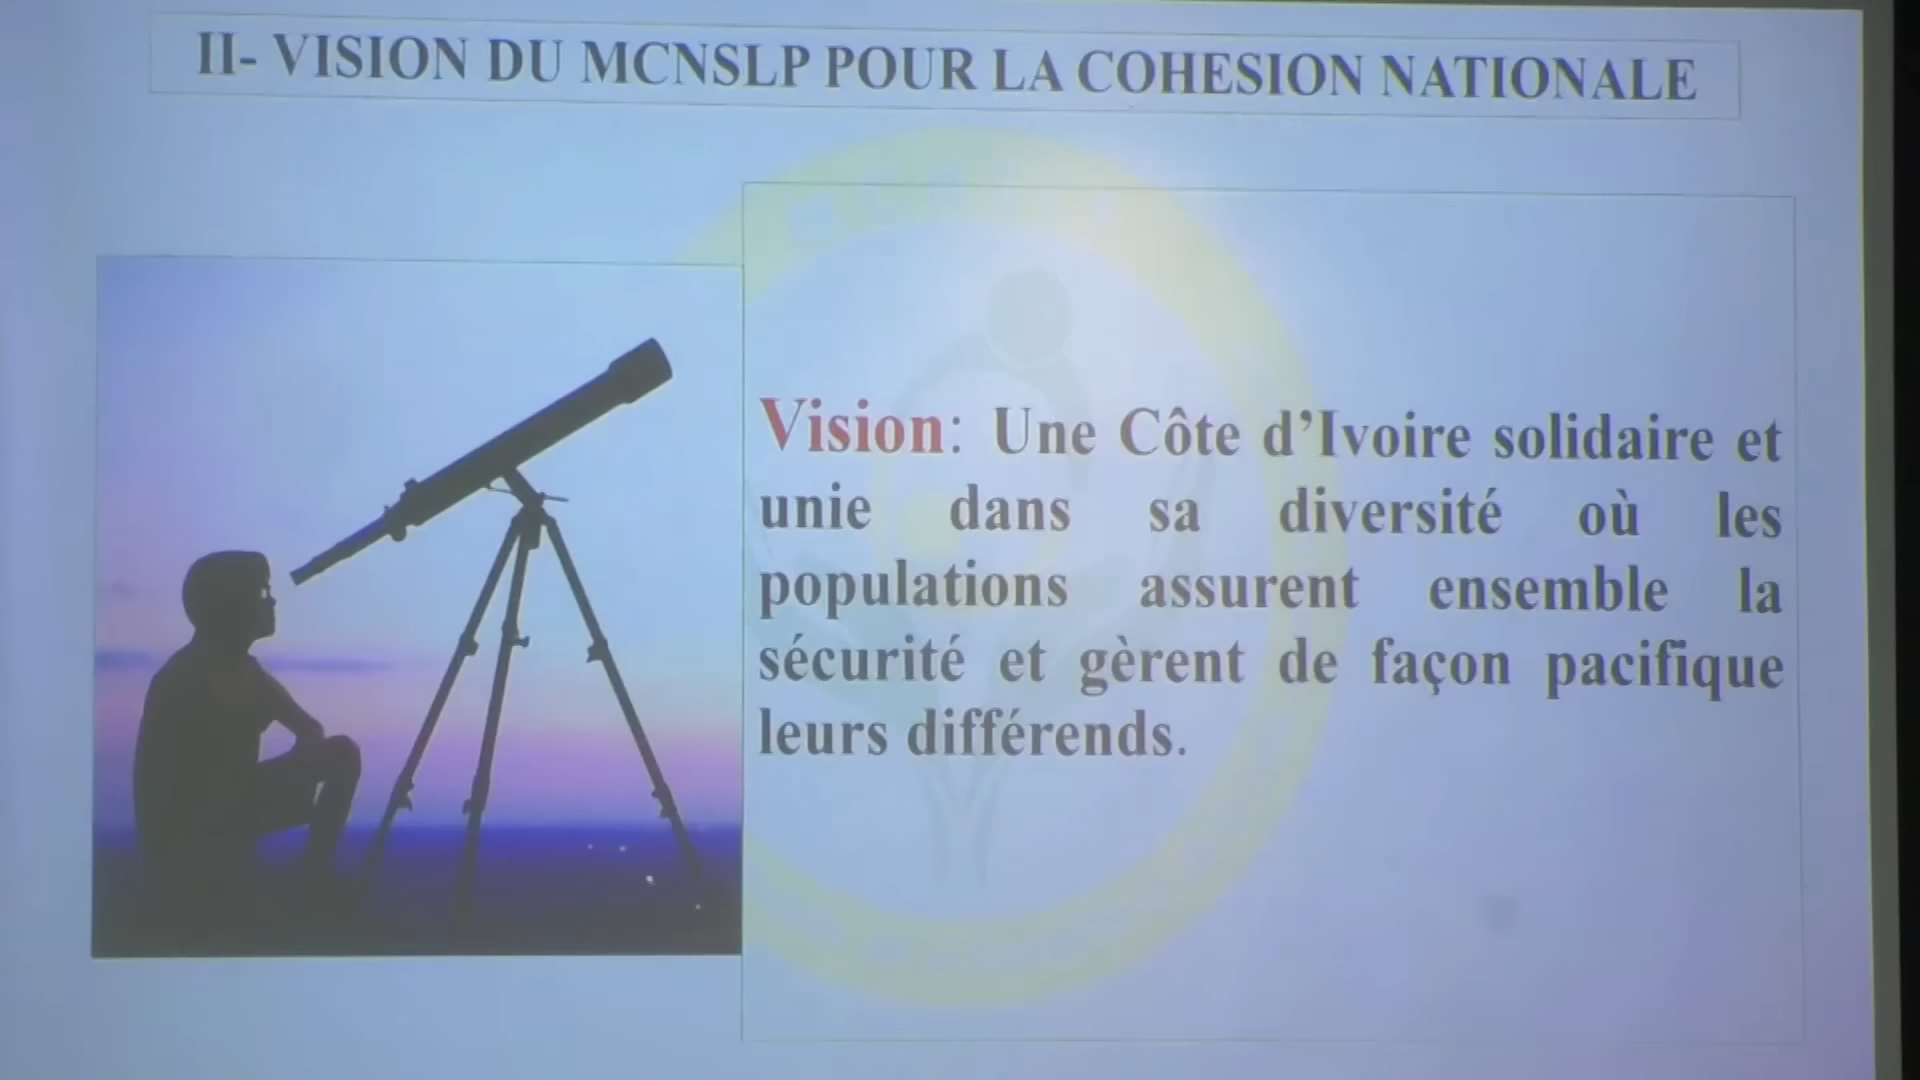 II- VISION DU MCNSLP POUR LA COHESION NATIONALE
Vision: Une Côte d’Ivoire solidaire et
unie dans sa diversité où les
populations assurent ensemble la
sécurité et gèrent de façon pacifique
leurs différends.